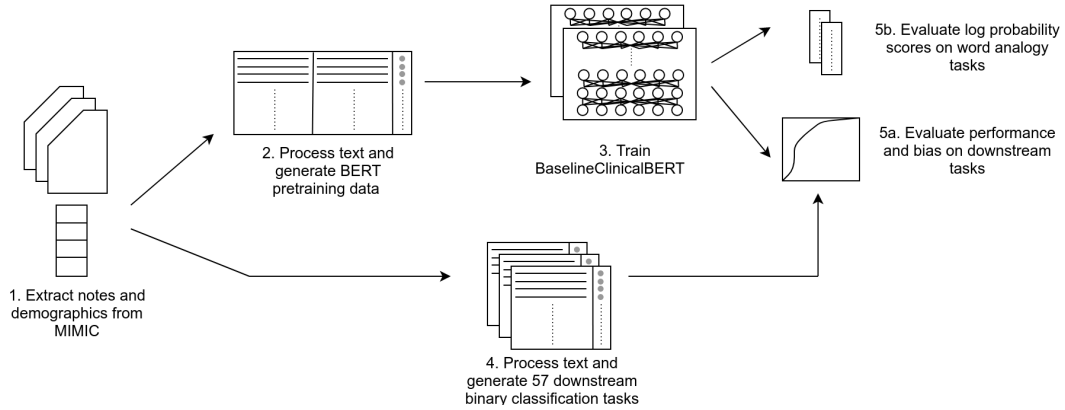 1. Extract notes and
demographics from
MIMIC
2. Process text and
generate BERT
pretraining data
3. Train
BaselineClinicalBERT
4. Process text and
generate 57 downstream
binary classification tasks
5a. Evaluate performance
and bias on downstream
tasks
5b. Evaluate log probability
scores on word analogy
tasks